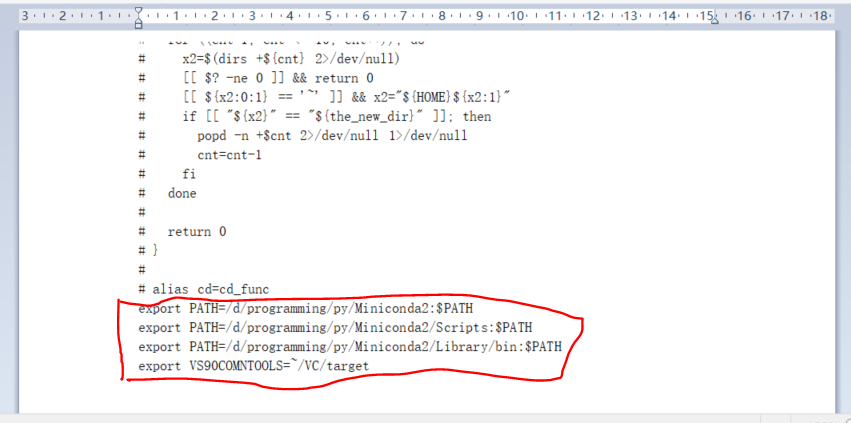 3 2 1 1 2 3 4 5 6 7 8 9 10 11 12 13 14 15 16 17 18
# x2=$(dirs +${cnt} 2>/dev/null)
# [[ $? -ne 0 ]] && return 0
# [[ ${x2:0:1} == '~' ]] && x2="${HOME}${x2:1}"
# if [[ "${x2}" == "${the_new_dir}" ]]; then
# popd -n +$cnt 2>/dev/null 1>/dev/null
# cnt=cnt-1
# fi
# done
#
# return 0
# }
#
# alias cd=cd_func
export PATH=/d/programming/py/Miniconda2:$PATH
export PATH=/d/programming/py/Miniconda2/Scripts:$PATH
export PATH=/d/programming/py/Miniconda2/Library/bin:$PATH
export VS90COMNTOOLS=~/VC/target